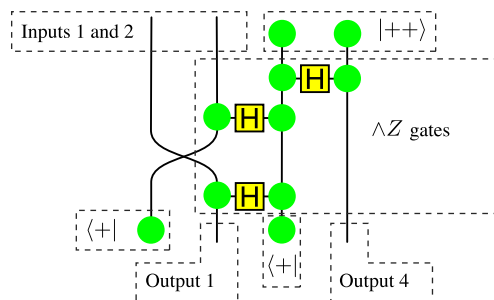 Inputs 1 and 2
|++⟩
H
H
∧Z gates
H
⟨+|
⟨+|
Output 1
Output 4